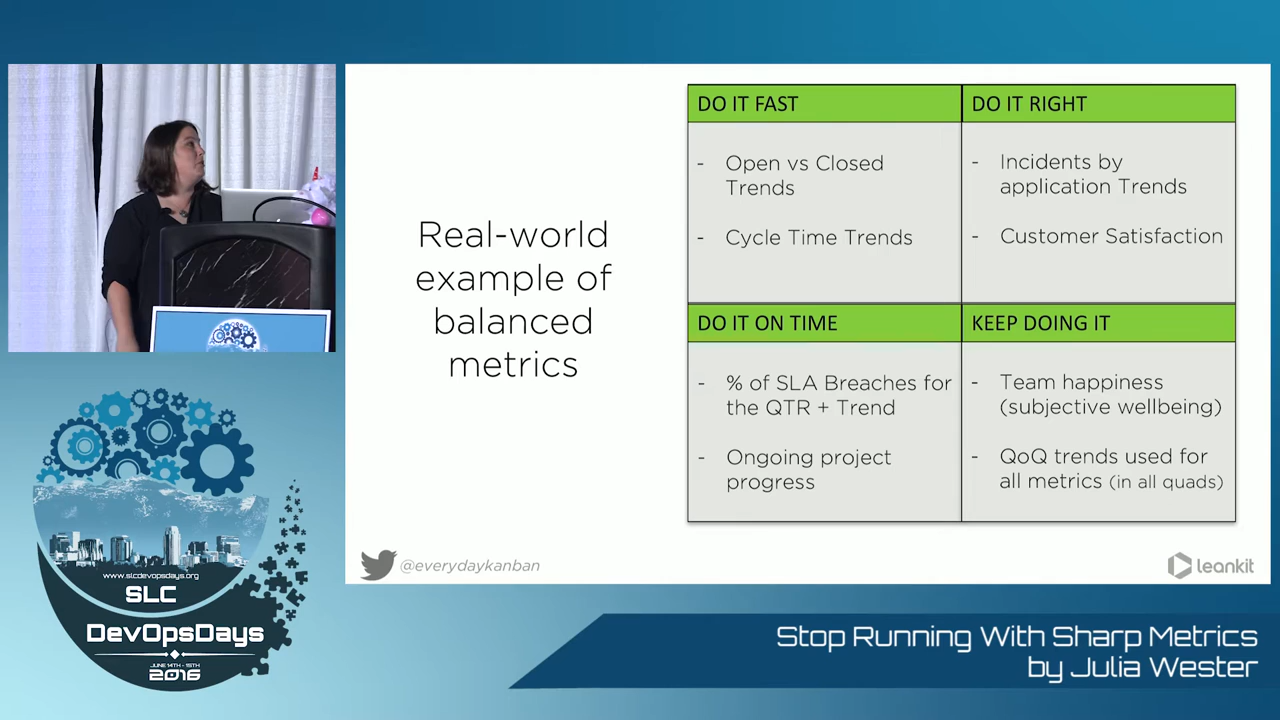 Real-world
example of
balanced
metrics
DO IT FAST
- Open vs Closed
Trends
- Cycle Time Trends
DO IT RIGHT
- Incidents by
application Trends
- Customer Satisfaction
DO IT ON TIME
- % of SLA Breaches for
the QTR + Trend
- Ongoing project
progress
KEEP DOING IT
- Team happiness
(subjective wellbeing)
- QoQ trends used for
all metrics (in all quads)
@everydaykanban
leankit
www.slcdevopsdays.org
SLC
DevOpsDays
JUNE 14TH - 15TH
2016
Stop Running With Sharp Metrics
by Julia Wester